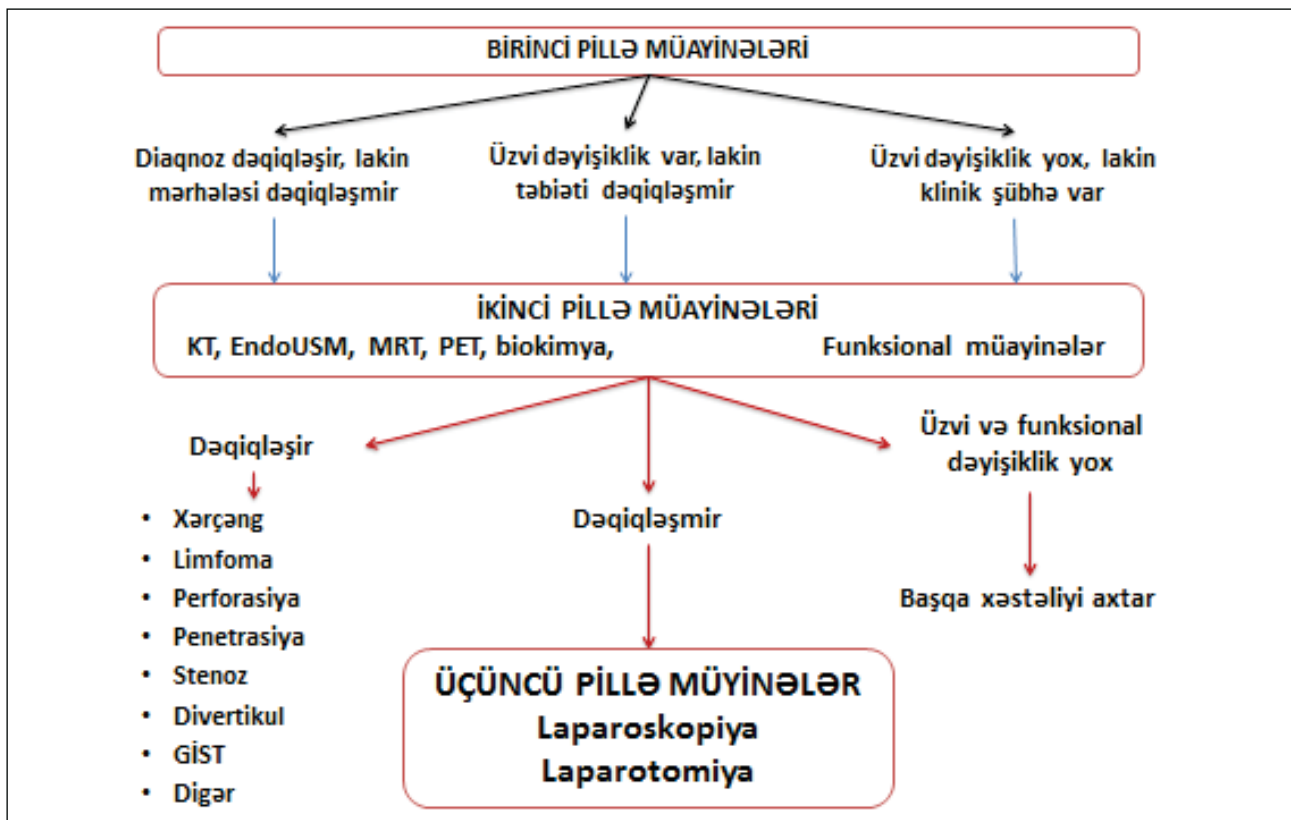 BİRİNCİ PİLLƏ MÜAYİNƏLƏRİ
Diaqnoz dəqiqləşir, lakin
mərhələsi dəqiqləşmir
Üzvi dəyişiklik var, lakin
təbiəti dəqiqləşmir
Üzvi dəyişiklik yox, lakin
klinik şübhə var
İKİNCİ PİLLƏ MÜAYİNƏLƏRİ
KT, EndoUSM, MRT, PET, biokimya, Funksional müayinələr
Dəqiqləşir
• Xərçəng
• Limfoma
• Perforasiya
• Penetrasiya
• Stenoz
• Divertikul
• GİST
• Digər
Dəqiqləşmir
ÜÇÜNCÜ PİLLƏ MÜYİNƏLƏR
Laparoskopiya
Laparotomiya
Üzvi və funksional
dəyişiklik yox
Başqa xəstəliyi axtar